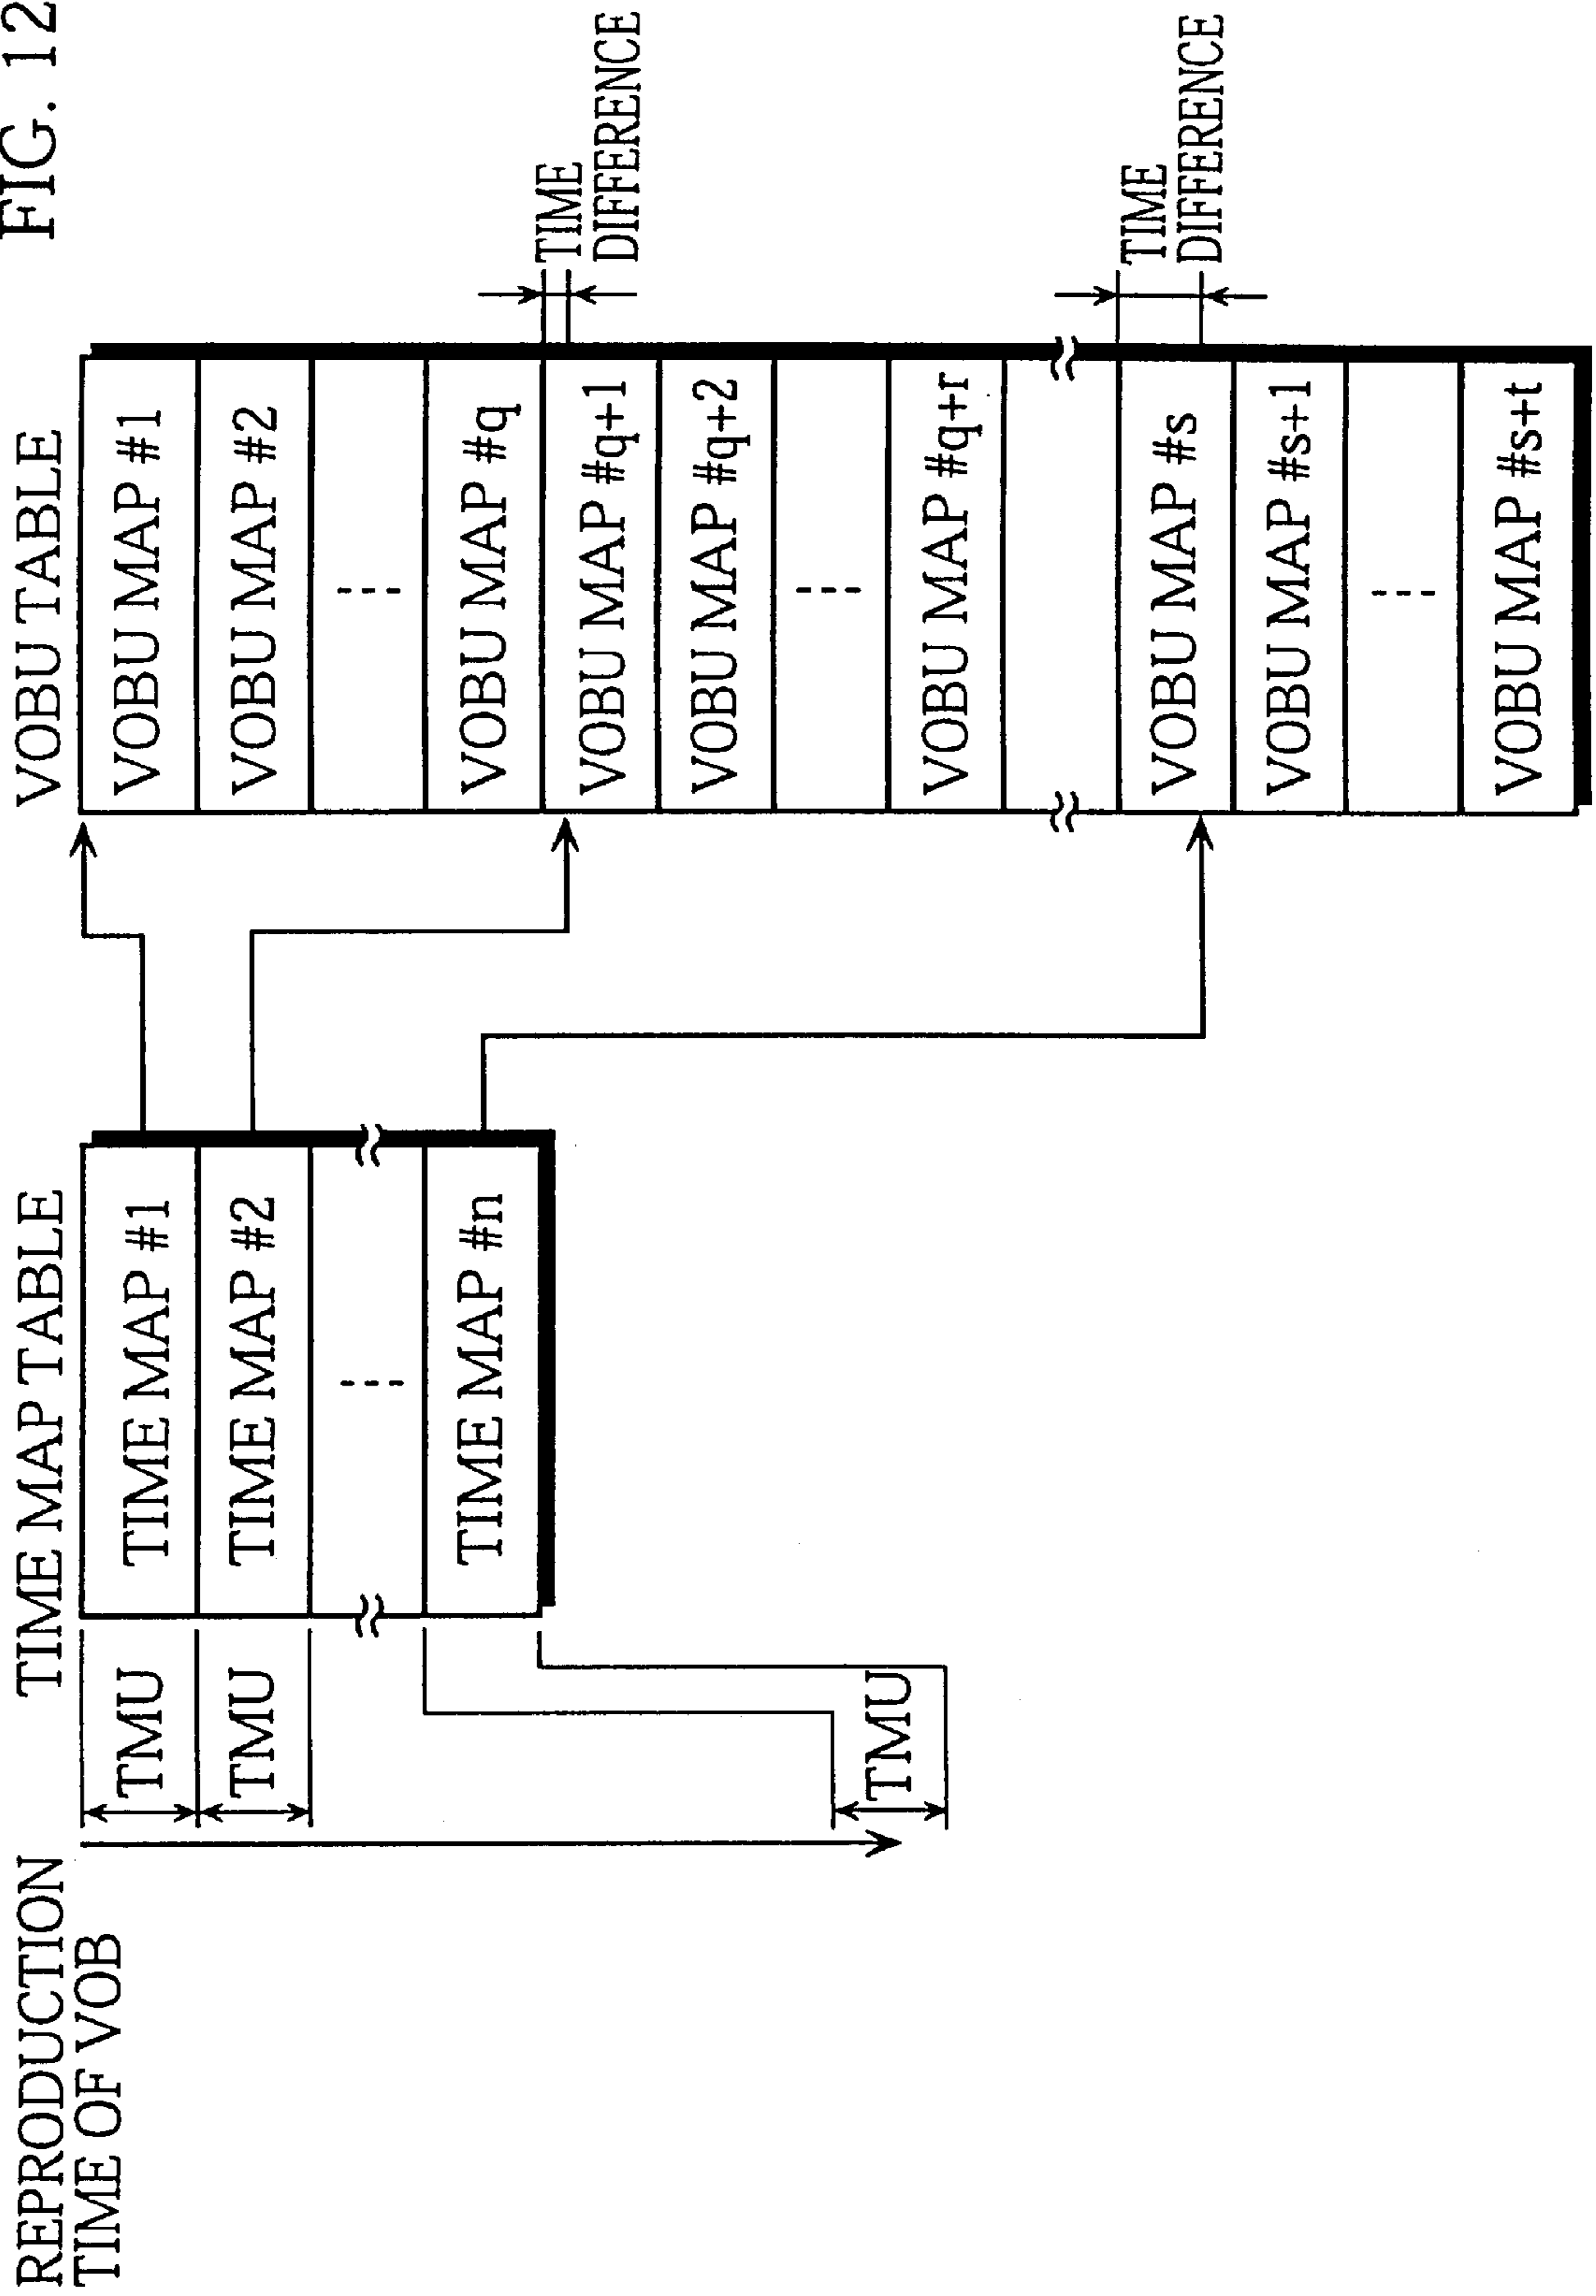 FIG. 12
REPRODUCTION
TIME OF VOB
TMU
TMU
TMU
TIME MAP TABLE
TIME MAP #1
TIME MAP #2
---
TIME MAP #n
VOBU TABLE
VOBU MAP #1
VOBU MAP #2
---
VOBU MAP #q
VOBU MAP #q+1
VOBU MAP #q+2
---
VOBU MAP #q+r
VOBU MAP #s
VOBU MAP #s+1
---
VOBU MAP #s+t
TIME
DIFFERENCE
TIME
DIFFERENCE